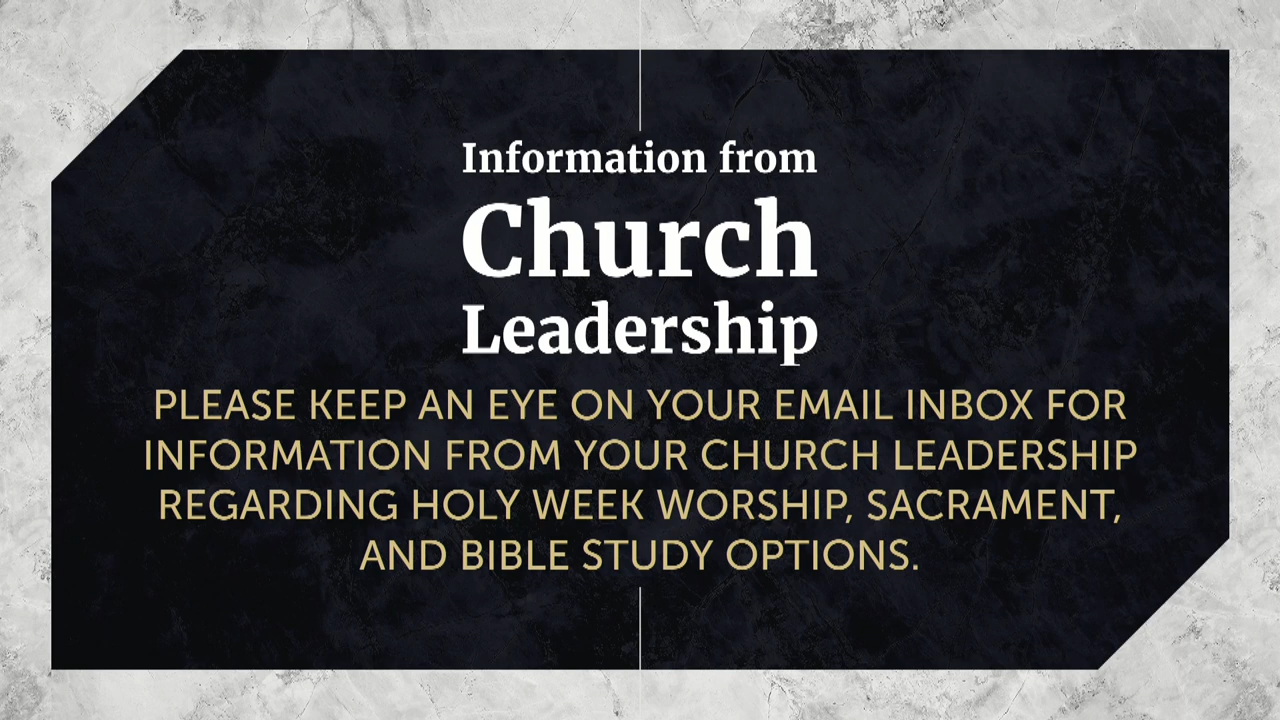 Information from
Church
Leadership
PLEASE KEEP AN EYE ON YOUR EMAIL INBOX FOR
INFORMATION FROM YOUR CHURCH LEADERSHIP
REGARDING HOLY WEEK WORSHIP, SACRAMENT,
AND BIBLE STUDY OPTIONS.